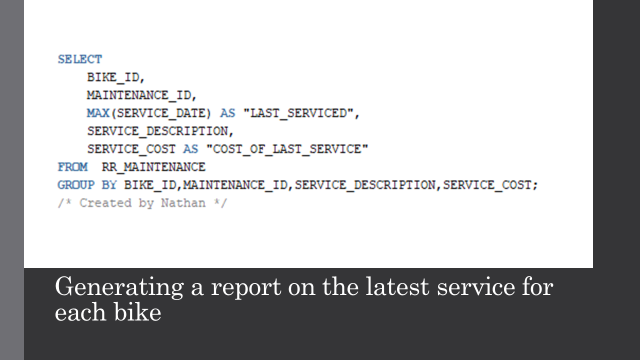 SELECT
BIKE_ID,
MAINTENANCE_ID,
MAX(SERVICE_DATE) AS "LAST_SERVICED",
SERVICE_DESCRIPTION,
SERVICE_COST AS "COST_OF_LAST_SERVICE"
FROM RR_MAINTENANCE
GROUP BY BIKE_ID,MAINTENANCE_ID,SERVICE_DESCRIPTION,SERVICE_COST;
/* Created by Nathan */
Generating a report on the latest service for
each bike